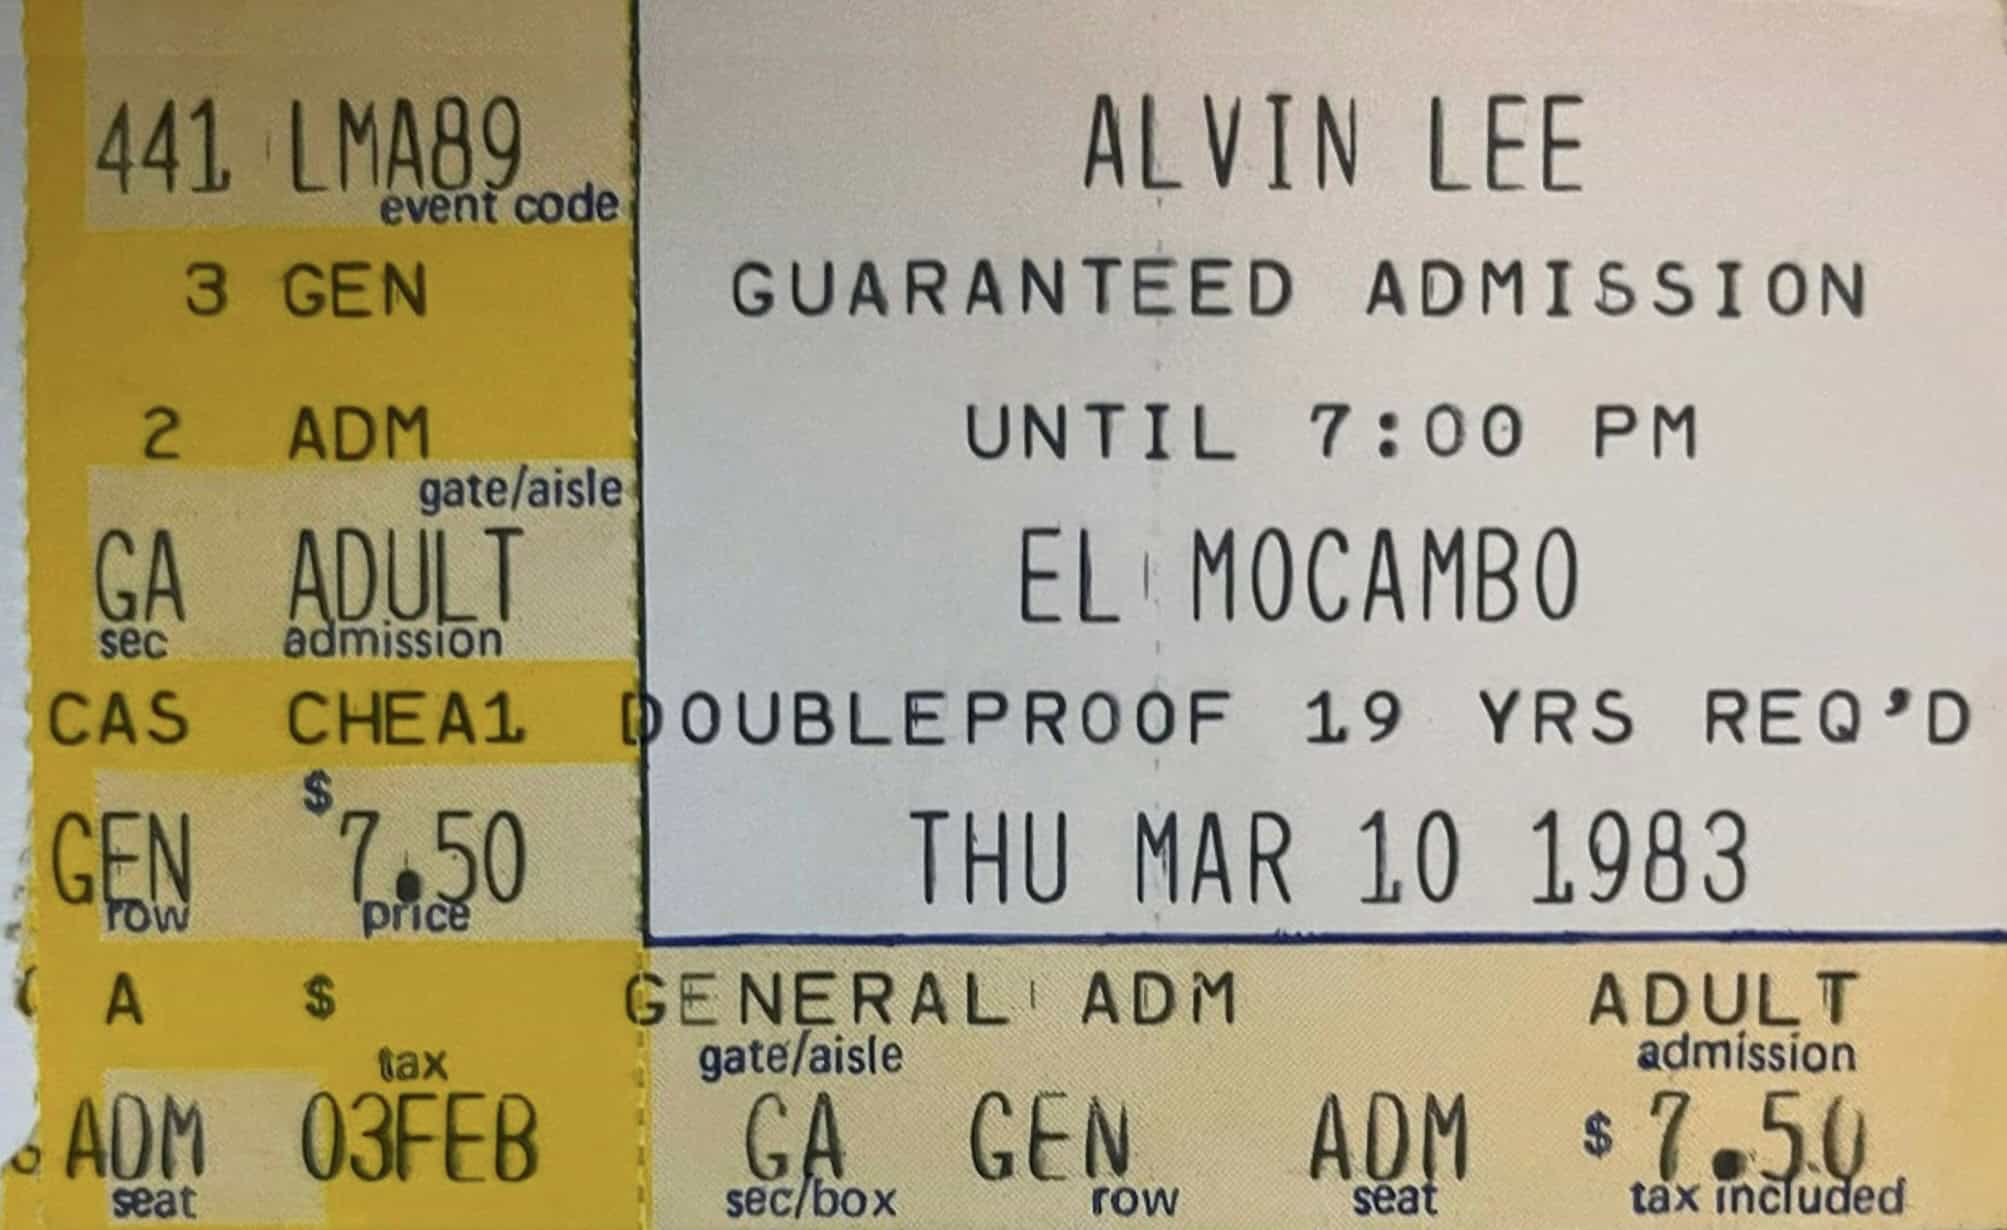 441 LMA89
event code
3 GEN
2 ADM
gate/aisle
GA ADULT
sec admission
CAS CHEA1
GEN $7.50
row price
A $
tax
ADM 03FEB
seat
ALVIN LEE
GUARANTEED ADMISSION
UNTIL 7:00 PM
EL MOCAMBO
DOUBLEPROOF 19 YRS REQ'D
THU MAR 10 1983
GENERAL ADM ADULT
gate/aisle admission
GA GEN ADM $7.50
sec/box row seat tax included